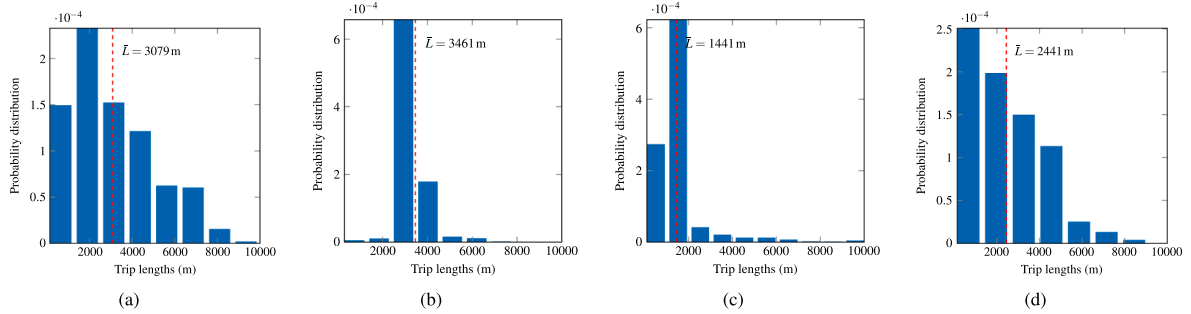 ·10⁻⁴
2
1.5
1
0.5
0
2000 4000 6000 8000 10000
Probability distribution
Trip lengths (m)
L̄ = 3079 m
(a)
·10⁻⁴
6
4
2
0
2000 4000 6000 8000 10000
Probability distribution
Trip lengths (m)
L̄ = 3461 m
(b)
·10⁻⁴
6
4
2
0
2000 4000 6000 8000 10000
Probability distribution
Trip lengths (m)
L̄ = 1441 m
(c)
·10⁻⁴
2.5
2
1.5
1
0.5
0
2000 4000 6000 8000 10000
Probability distribution
Trip lengths (m)
L̄ = 2441 m
(d)